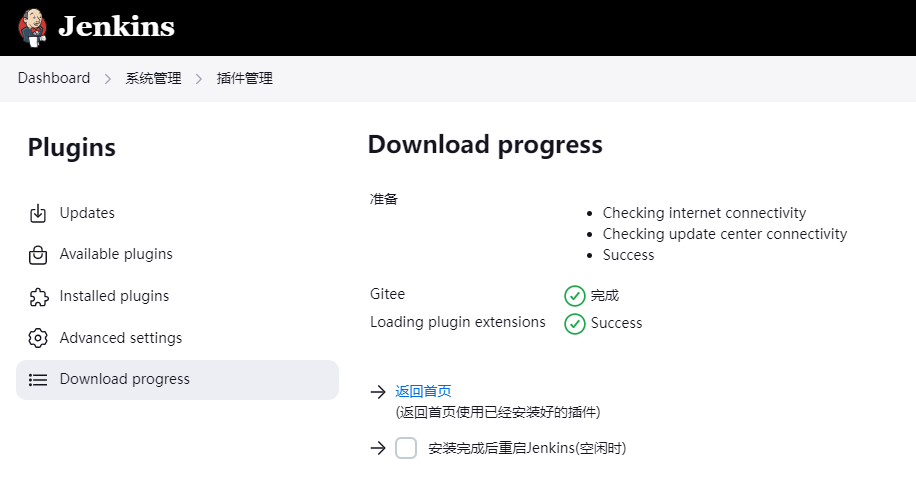 Jenkins
Dashboard
系统管理
插件管理
Plugins
Updates
Available plugins
Installed plugins
Advanced settings
Download progress
Download progress
准备
Checking internet connectivity
Checking update center connectivity
Success
Gitee 完成
Loading plugin extensions Success
返回首页
(返回首页使用已经安装好的插件)
安装完成后重启Jenkins(空闲时)